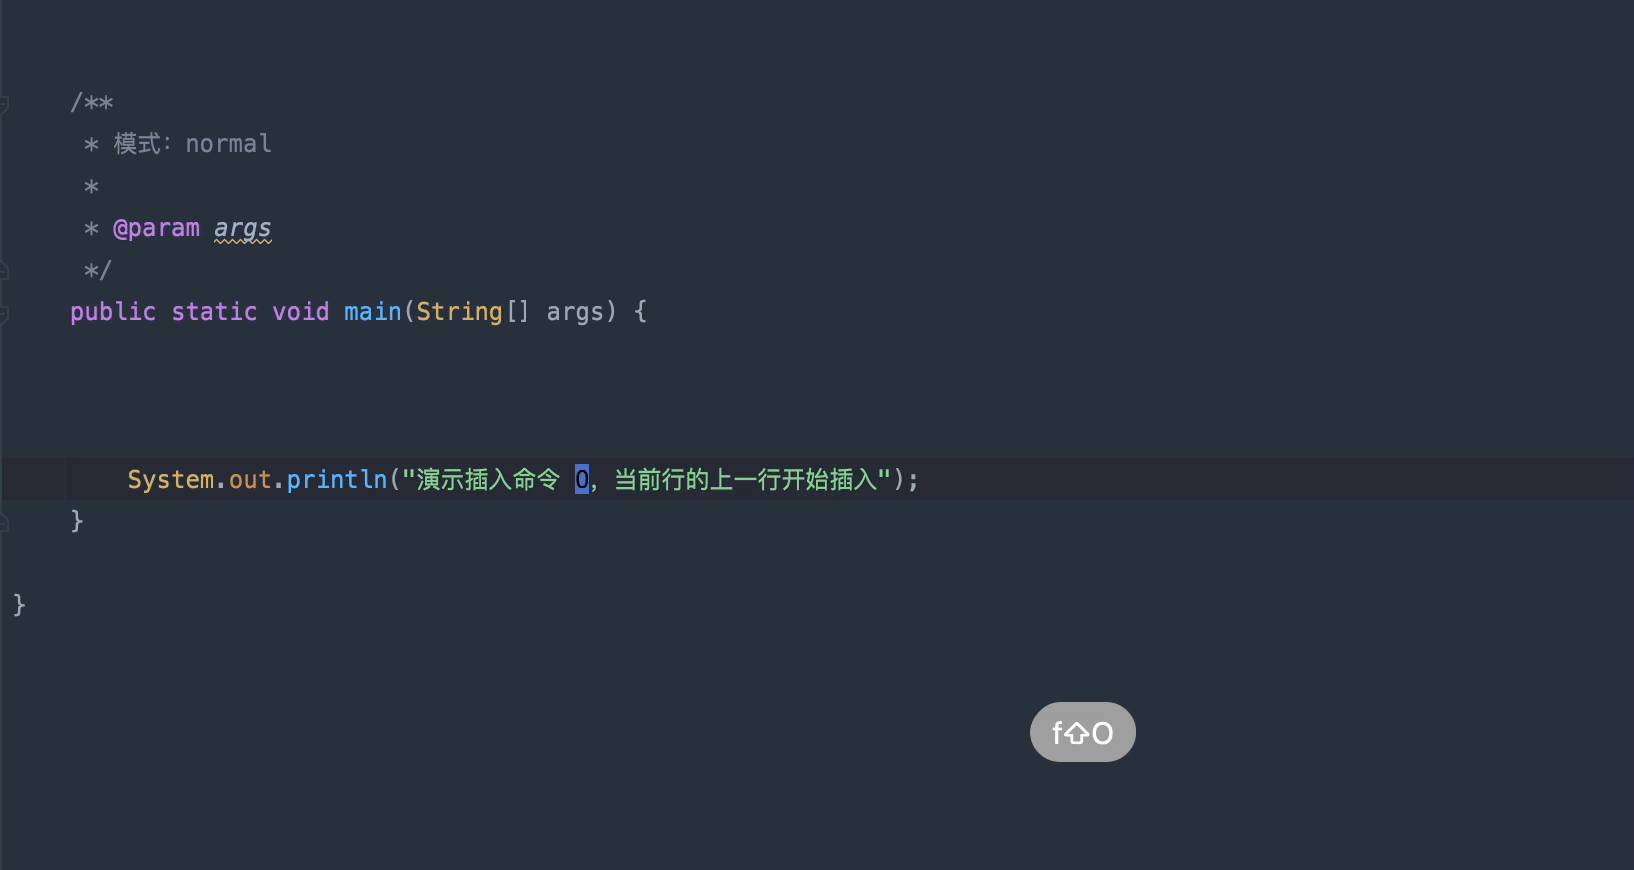 /**
* 模式：normal
*
* @param args
*/
public static void main(String[] args) {
System.out.println("演示插入命令 O，当前行的上一行开始插入");
}
}
f⇧O